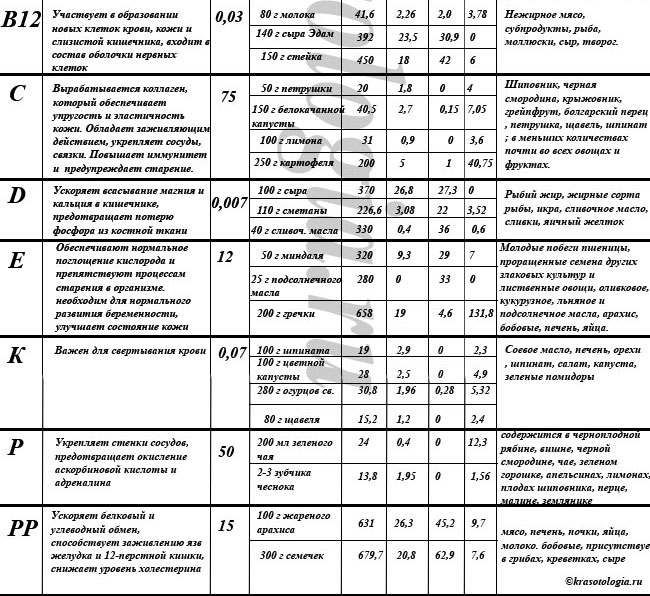 В12 Участвует в образовании новых клеток крови, кожи и слизистой кишечника, входит в состав оболочки нервных клеток 0,03
80 г молока 41,6 2,26 2,0 3,78
140 г сыра Эдам 392 23,5 30,9 0
150 г стейка 450 18 42 6
Нежирное мясо,
субпродукты, рыба,
моллюски, сыр, творог.
C Вырабатывается коллаген,
который обеспечивает
упругость и эластичность
кожи. Обладает заживляющим
действием, укрепляет сосуды,
связки. Повышает иммунитет
и предупреждает старение.
75
50 г петрушки 20 1,8 0 4
150 г белокачанной
капусты 40,5 2,7 0,15 7,05
100 г лимона 31 0,9 0 3,6
250 г картофеля 200 5 1 40,75
Шиповник, черная
смородина, крыжовник,
грейпфрут, болгарский перец
, петрушка, щавель, шпинат
; в меньших количествах
почти во всех овощах и
фруктах.
D Ускоряет всасывание магния и
кальция в кишечнике,
предотвращает потерю
фосфора из костной ткани
0,007
100 г сыра 370 26,8 27,3 0
110 г сметаны 226,6 3,08 22 3,52
40 г сливоч. масла 330 0,4 36 0,6
Рыбий жир, жирные сорта
рыбы, икра, сливочное масло,
сливки, яичный желток
E Обеспечивают нормальное
поглощение кислорода и
препятствуют процессам
старения в организме.
необходим для нормального
развития беременности,
улучшает состояние кожи
12
50 г миндаля 320 9,3 29 7
25 г подсолнечного
масла 280 0 33 0
200 г гречки 658 19 4,6 131,8
Молодые побеги пшеницы,
проращенные семена других
злаковых культур и
лиственные овощи, оливковое,
кукурузное, льняное и
подсолнечное масла, арахис,
бобовые, печень, яйца.
К Важен для свертывания крови 0,07
100 г шпината 19 2,9 0 2,3
100 г цветной
капусты 28 2,5 0 4,9
280 г огурцов св. 30,8 1,96 0,28 5,32
80 г щавеля 15,2 1,2 0 2,4
Соевое масло, печень, орехи
, шпинат, салат, капуста,
зеленые помидоры
P Укрепляет стенки сосудов,
предотвращает окисление
аскорбиновой кислоты и
адреналина
50
200 мл зеленого
чая 24 0,4 0 12,3
2-3 зубчика
чеснока 13,8 1,95 0 1,56
содержится в черноплодной
рябине, вишне, черной
смородине, чае, зеленом
горошке, апельсинах, лимонах,
плодах шиповника, перце,
малине, землянике
PP Ускоряет белковый и
углеводный обмен,
способствует заживлению язв
желудка и 12-перстной кишки,
снижает уровень холестерина
15
100 г жареного
арахиса 631 26,3 45,2 9,7
300 г семечек 679,7 20,8 62,9 7,6
мясо, печень, почки, яйца,
молоко. бобовые, присутствуе
в грибах, креветках, сыре
©krasotologia.ru
ologia.ru